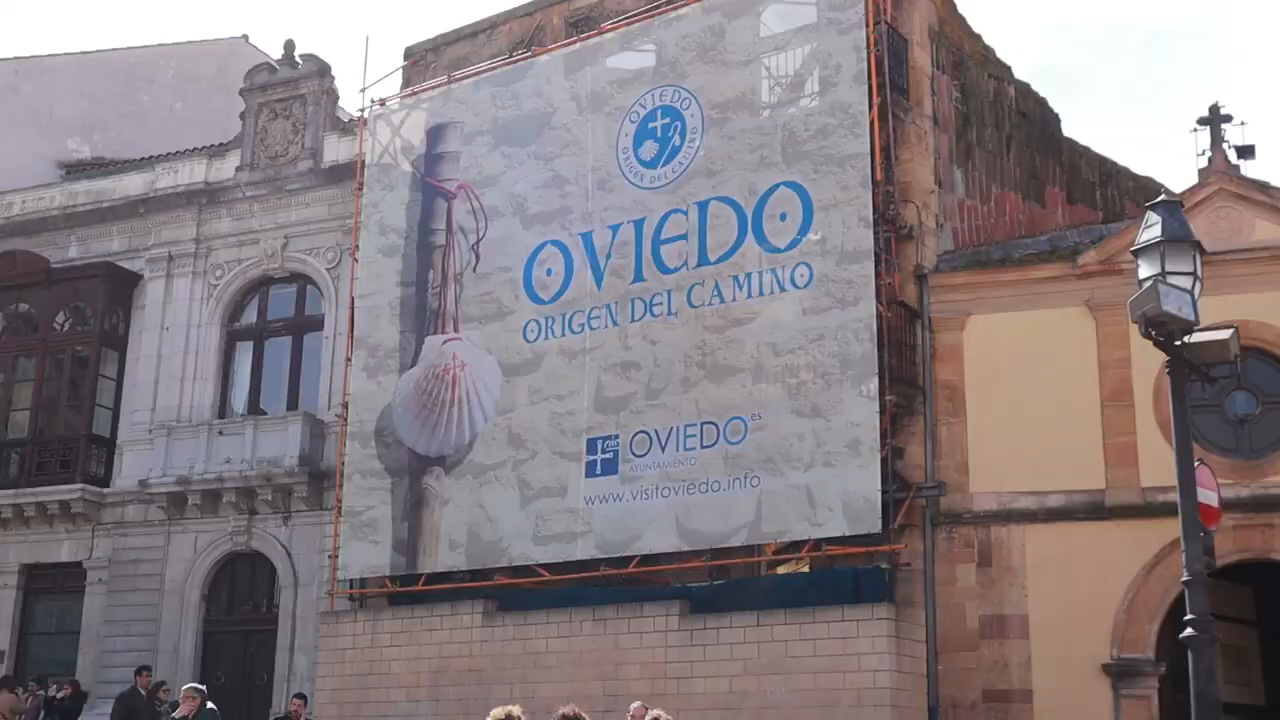 OVIEDO
ORIGEN DEL CAMINO
OVIEDO
ORIGEN DEL CAMINO
OVIEDO.es
AYUNTAMIENTO
www.visitoviedo.info